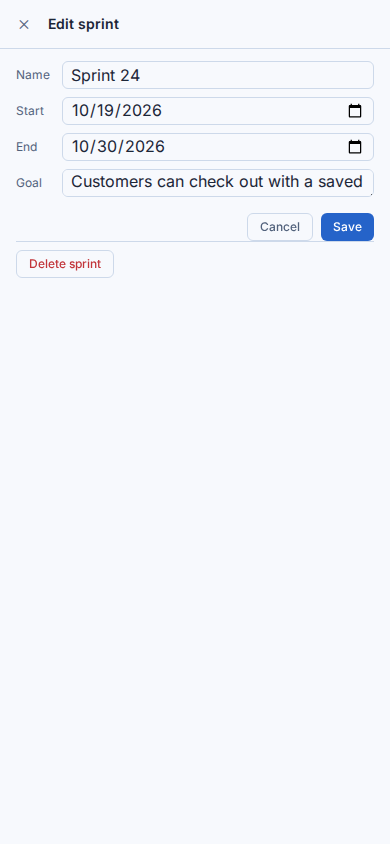 Edit sprint
Name
Sprint 24
Start
10/19/2026
End
10/30/2026
Goal
Customers can check out with a saved
Cancel
Save
Delete sprint